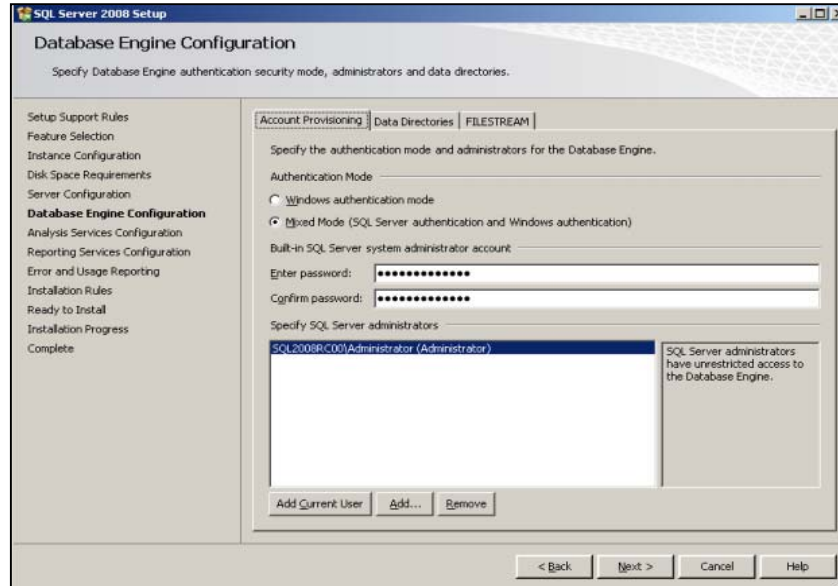 SQL Server 2008 Setup
Database Engine Configuration
Specify Database Engine authentication security mode, administrators and data directories.
Setup Support Rules
Feature Selection
Instance Configuration
Disk Space Requirements
Server Configuration
Database Engine Configuration
Analysis Services Configuration
Reporting Services Configuration
Error and Usage Reporting
Installation Rules
Ready to Install
Installation Progress
Complete
Account Provisioning Data Directories FILESTREAM
Specify the authentication mode and administrators for the Database Engine.
Authentication Mode
Windows authentication mode
Mixed Mode (SQL Server authentication and Windows authentication)
Built-in SQL Server system administrator account
Enter password: •••••••••••••
Confirm password: •••••••••••••
Specify SQL Server administrators
SQL2008RC00\Administrator (Administrator)
SQL Server administrators
have unrestricted access to
the Database Engine.
Add Current User Add... Remove
< Back Next > Cancel Help